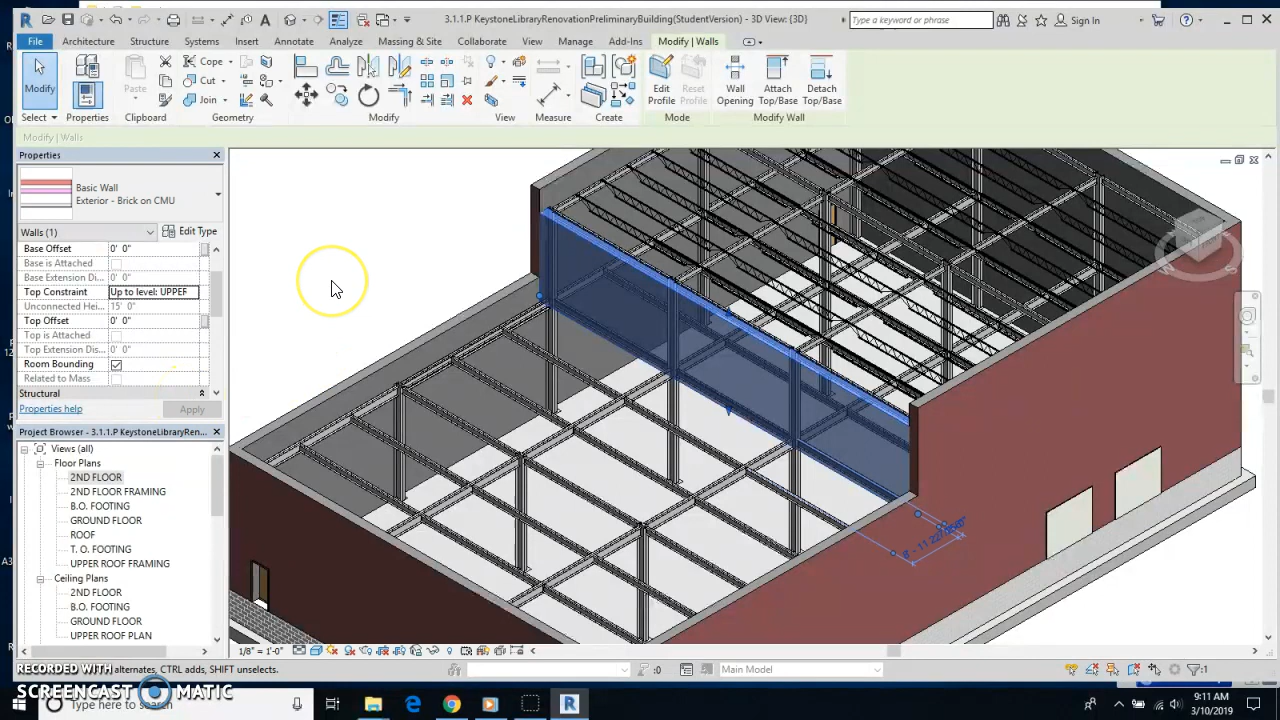 3.1.1.P KeystoneLibraryRenovationPreliminaryBuilding(StudentVersion) - 3D View: {3D}
Type a keyword or phrase
Sign In
File Architecture Structure Systems Insert Annotate Analyze Massing & Site Collaborate View Manage Add-Ins Modify | Walls
Modify
Paste
Cope
Cut
Join
Edit Profile
Reset Profile
Wall Opening
Attach Top/Base
Detach Top/Base
Select Properties Clipboard Geometry Modify View Measure Create Mode Modify Wall
Modify | Walls
Properties
Basic Wall
Exterior - Brick on CMU
Walls (1) Edit Type
Base Offset 0' 0"
Base is Attached
Base Extension Di... 0' 0"
Top Constraint Up to level: UPPEF
Unconnected Hei... 15' 0"
Top Offset 0' 0"
Top is Attached
Top Extension Dis... 0' 0"
Room Bounding
Related to Mass
Structural
Properties help Apply
Project Browser - 3.1.1.P KeystoneLibraryRen...
Views (all)
Floor Plans
2ND FLOOR
2ND FLOOR FRAMING
B.O. FOOTING
GROUND FLOOR
ROOF
T. O. FOOTING
UPPER ROOF FRAMING
Ceiling Plans
2ND FLOOR
B.O. FOOTING
GROUND FLOOR
UPPER ROOF PLAN
1/8" = 1'-0"
alternates, CTRL adds, SHIFT unselects.
:0
Main Model
:1
RECORDED WITH
SCREENCAST MATIC
Type here to search
9:11 AM
3/10/2019